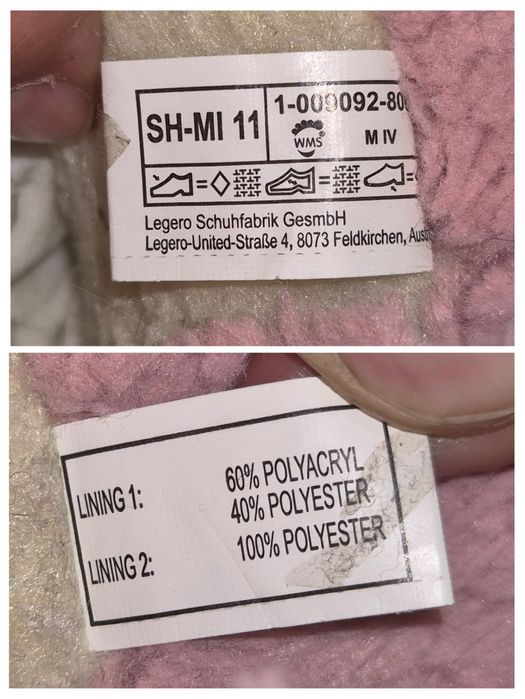 SH-MI 11
1-009092-80
WMS®
M IV
Legero Schuhfabrik GesmbH
Legero-United-Straße 4, 8073 Feldkirchen,
LINING 1: 60% POLYACRYL
40% POLYESTER
LINING 2: 100% POLYESTER